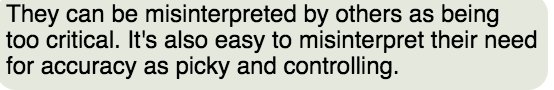 They can be misinterpreted by others as being
too critical. It's also easy to misinterpret their need
for accuracy as picky and controlling.